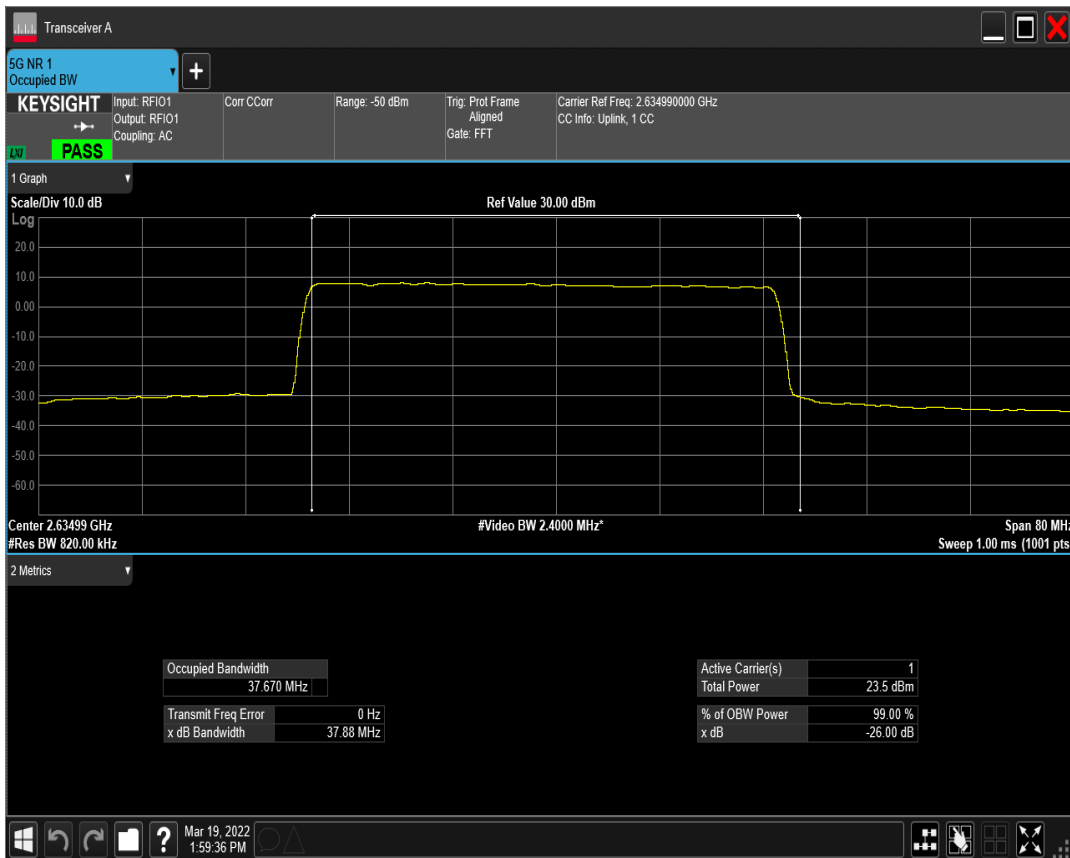 Transceiver A
5G NR 1
Occupied BW
KEYSIGHT
LXI
PASS
Input: RFIO1
Output: RFIO1
Coupling: AC
Corr CCorr
Range: -50 dBm
Trig: Prot Frame
Aligned
Gate: FFT
Carrier Ref Freq: 2.634990000 GHz
CC Info: Uplink, 1 CC
1 Graph
Scale/Div 10.0 dB
Ref Value 30.00 dBm
Log
20.0
10.0
0.00
-10.0
-20.0
-30.0
-40.0
-50.0
-60.0
Center 2.63499 GHz
#Video BW 2.4000 MHz*
Span 80 MHz
#Res BW 820.00 kHz
Sweep 1.00 ms (1001 pts
2 Metrics
Occupied Bandwidth
37.670 MHz
Transmit Freq Error 0 Hz
x dB Bandwidth 37.88 MHz
Active Carrier(s) 1
Total Power 23.5 dBm
% of OBW Power 99.00 %
x dB -26.00 dB
Mar 19, 2022
1:59:36 PM